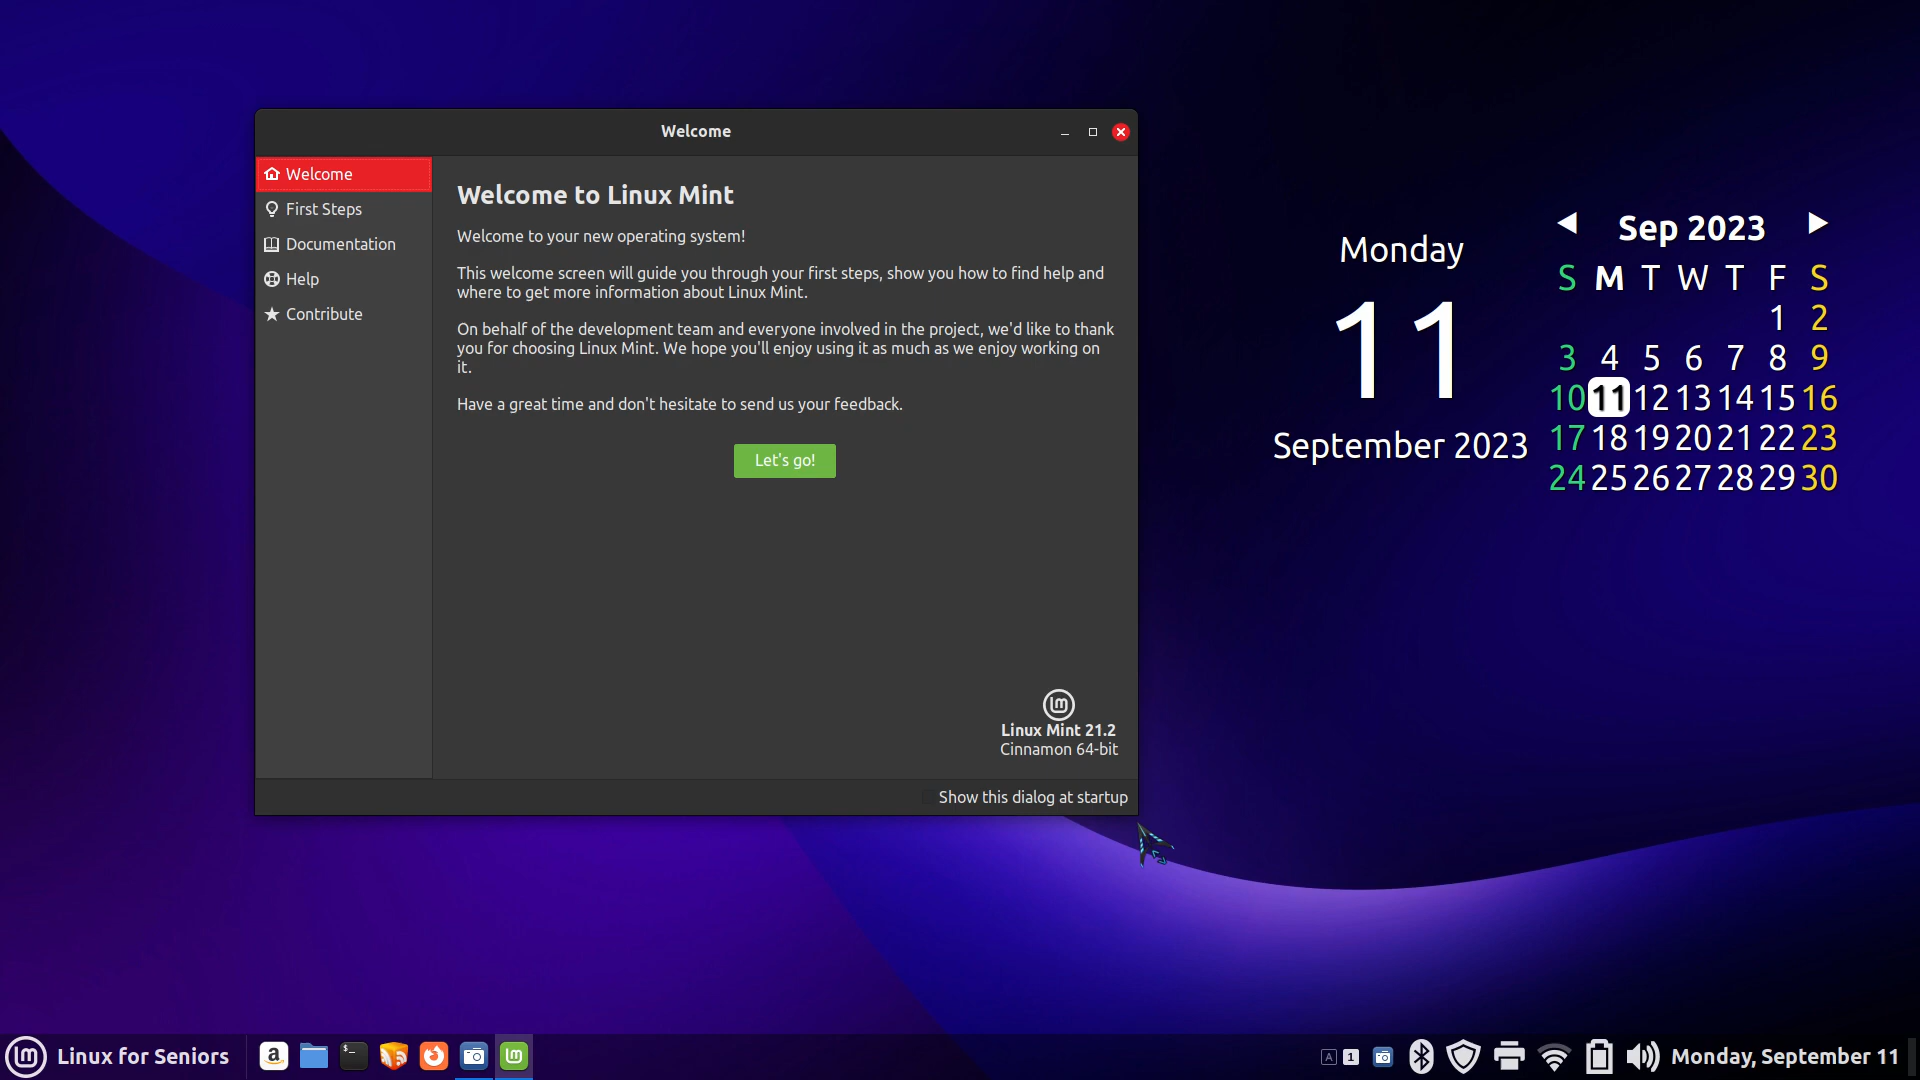 Welcome
Welcome
First Steps
Documentation
Help
Contribute
Welcome to Linux Mint
Welcome to your new operating system!
This welcome screen will guide you through your first steps, show you how to find help and
where to get more information about Linux Mint.
On behalf of the development team and everyone involved in the project, we'd like to thank
you for choosing Linux Mint. We hope you'll enjoy using it as much as we enjoy working on
it.
Have a great time and don't hesitate to send us your feedback.
Let's go!
Linux Mint 21.2
Cinnamon 64-bit
Show this dialog at startup
Monday
11
September 2023
Sep 2023
S M T W T F S
1 2
3 4 5 6 7 8 9
10 11 12 13 14 15 16
17 18 19 20 21 22 23
24 25 26 27 28 29 30
Linux for Seniors
a
$_
A 1
Monday, September 11